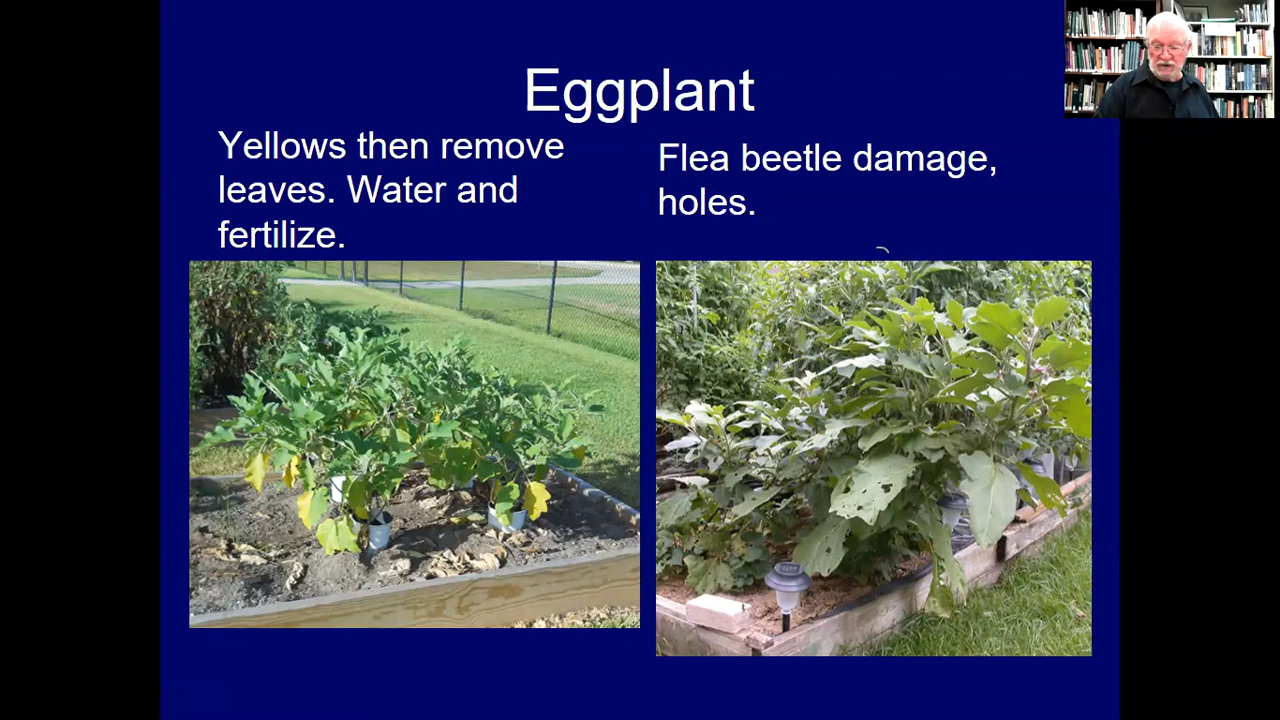 Eggplant
Yellows then remove
leaves. Water and
fertilize.
Flea beetle damage,
holes.